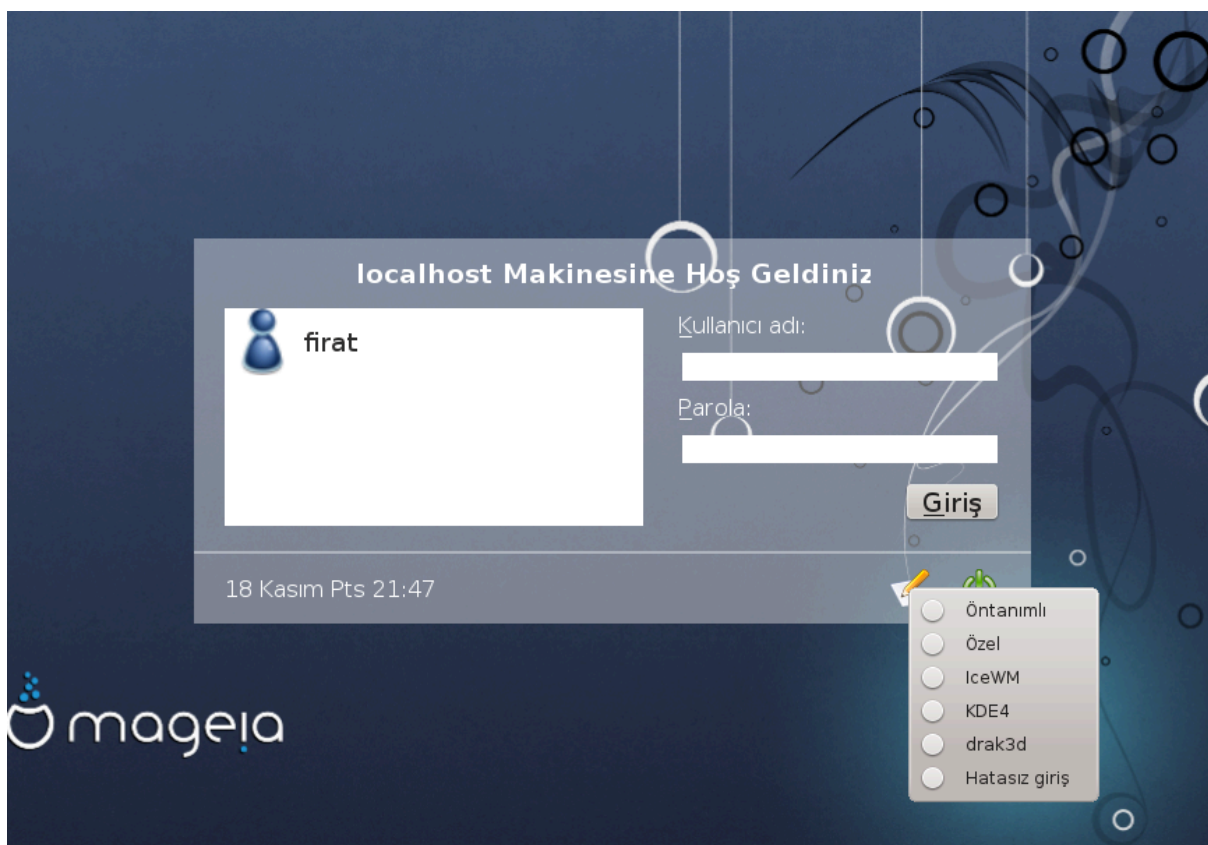 localhost Makinesine Hoş Geldiniz
firat
Kullanıcı adı:
Parola:
Giriş
18 Kasım Pts 21:47
Öntanımlı
Özel
IceWM
KDE4
drak3d
Hatasız giriş
mageia